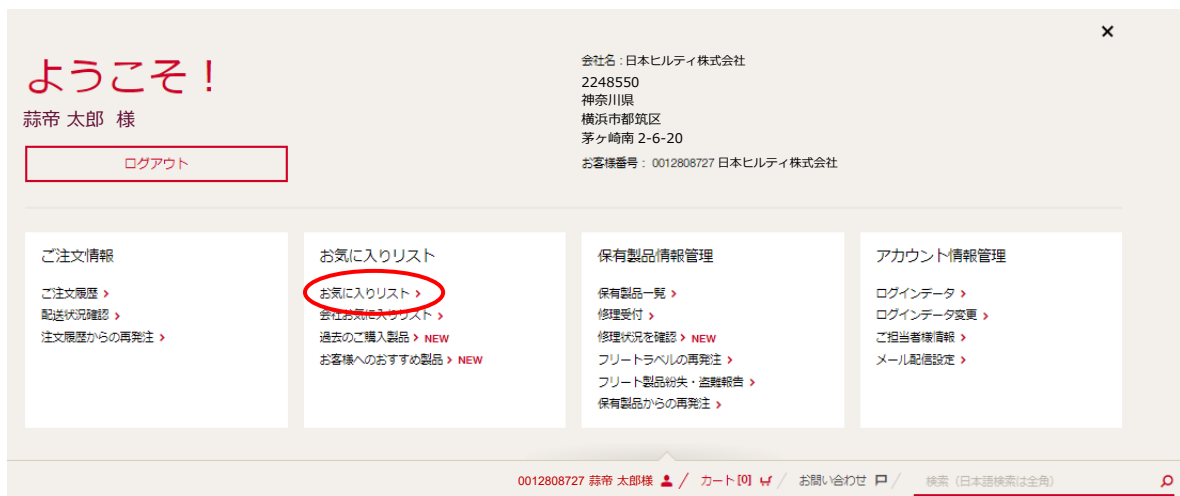 ようこそ！
蒜帝 太郎 様
ログアウト
会社名 : 日本ヒルティ株式会社
2248550
神奈川県
横浜市都筑区
茅ヶ崎南 2-6-20
お客様番号 : 0012808727 日本ヒルティ株式会社
ご注文情報
ご注文履歴
配送状況確認
注文履歴からの再発注
お気に入りリスト
お気に入りリスト
会社お気に入りリスト
過去のご購入製品 NEW
お客様へのおすすめ製品 NEW
保有製品情報管理
保有製品一覧
修理受付
修理状況を確認 NEW
フリートラベルの再発注
フリート製品紛失・盗難報告
保有製品からの再発注
アカウント情報管理
ログインデータ
ログインデータ変更
ご担当者様情報
メール配信設定
0012808727 蒜帝 太郎様 / カート [0] / お問い合わせ / 検索（日本語検索は全角）